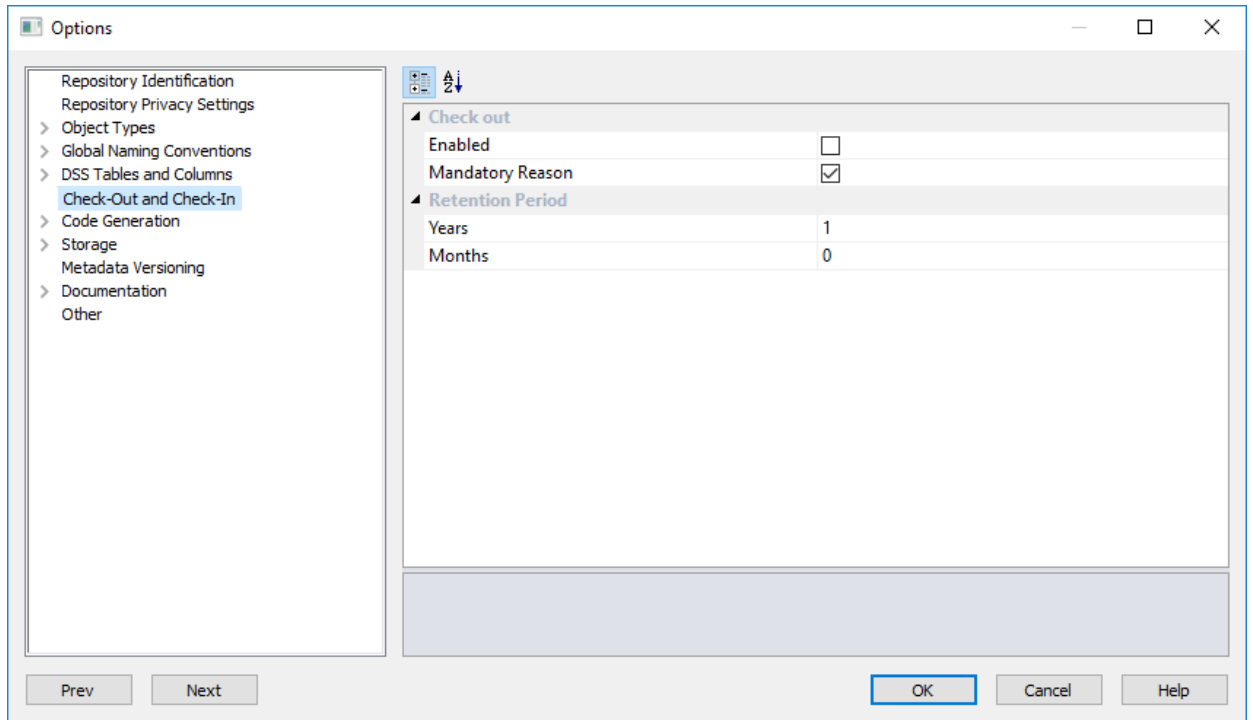 Options
Repository Identification
Repository Privacy Settings
Object Types
Global Naming Conventions
DSS Tables and Columns
Check-Out and Check-In
Code Generation
Storage
Metadata Versioning
Documentation
Other
A
Z
Check out
Enabled
Mandatory Reason
Retention Period
Years 1
Months 0
Prev Next OK Cancel Help